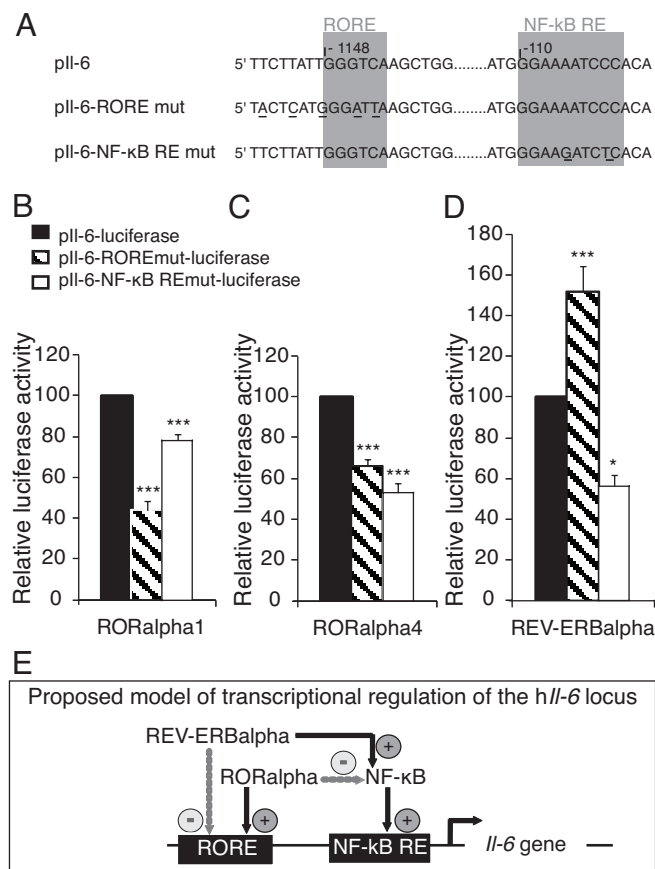 A
RORE NF-kB RE
- 1148 -110
pIl-6 5' TTCTTATTGGGTCAAGCTGG........ATGGGAAAATCCCACA
pIl-6-RORE mut 5' TACTCATGGGATTAAGCTGG........ATGGGAAAATCCCACA
pIl-6-NF-κB RE mut 5' TTCTTATTGGGTCAAGCTGG........ATGGGAAGATCTCACA
B C D
pIl-6-luciferase
pIl-6-ROREmut-luciferase
pIl-6-NF-κB REmut-luciferase
Relative luciferase activity
120
100
80
60
40
20
0
***
***
RORalpha1
Relative luciferase activity
120
100
80
60
40
20
0
***
***
RORalpha4
Relative luciferase activity
180
160
140
120
100
80
60
40
20
0
***
*
REV-ERBalpha
E
Proposed model of transcriptional regulation of the hIl-6 locus
REV-ERBalpha
+
-
RORalpha NF-κB
- + +
RORE NF-kB RE Il-6 gene